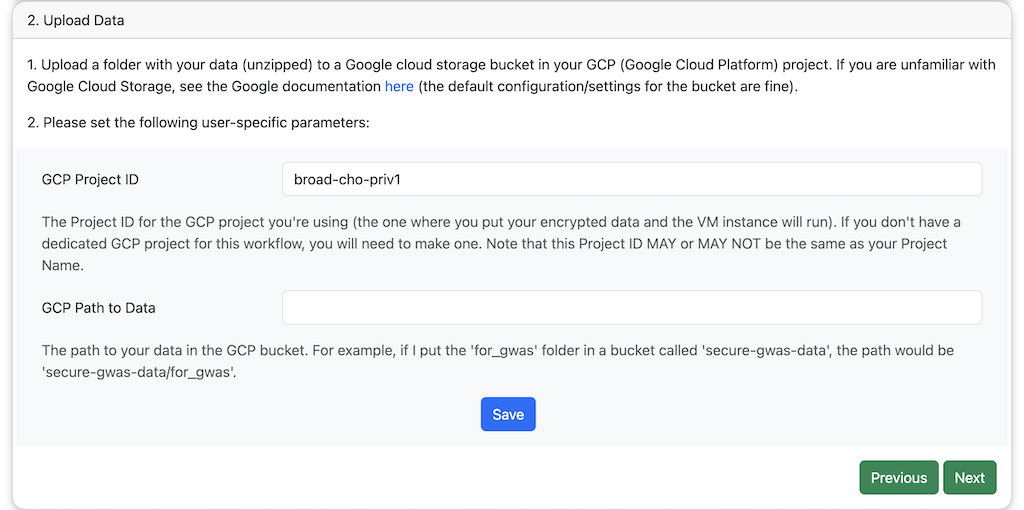 2. Upload Data
1. Upload a folder with your data (unzipped) to a Google cloud storage bucket in your GCP (Google Cloud Platform) project. If you are unfamiliar with
Google Cloud Storage, see the Google documentation here (the default configuration/settings for the bucket are fine).
2. Please set the following user-specific parameters:
GCP Project ID
broad-cho-priv1
The Project ID for the GCP project you're using (the one where you put your encrypted data and the VM instance will run). If you don't have a
dedicated GCP project for this workflow, you will need to make one. Note that this Project ID MAY or MAY NOT be the same as your Project
Name.
GCP Path to Data
The path to your data in the GCP bucket. For example, if I put the 'for_gwas' folder in a bucket called 'secure-gwas-data', the path would be
'secure-gwas-data/for_gwas'.
Save
Previous
Next